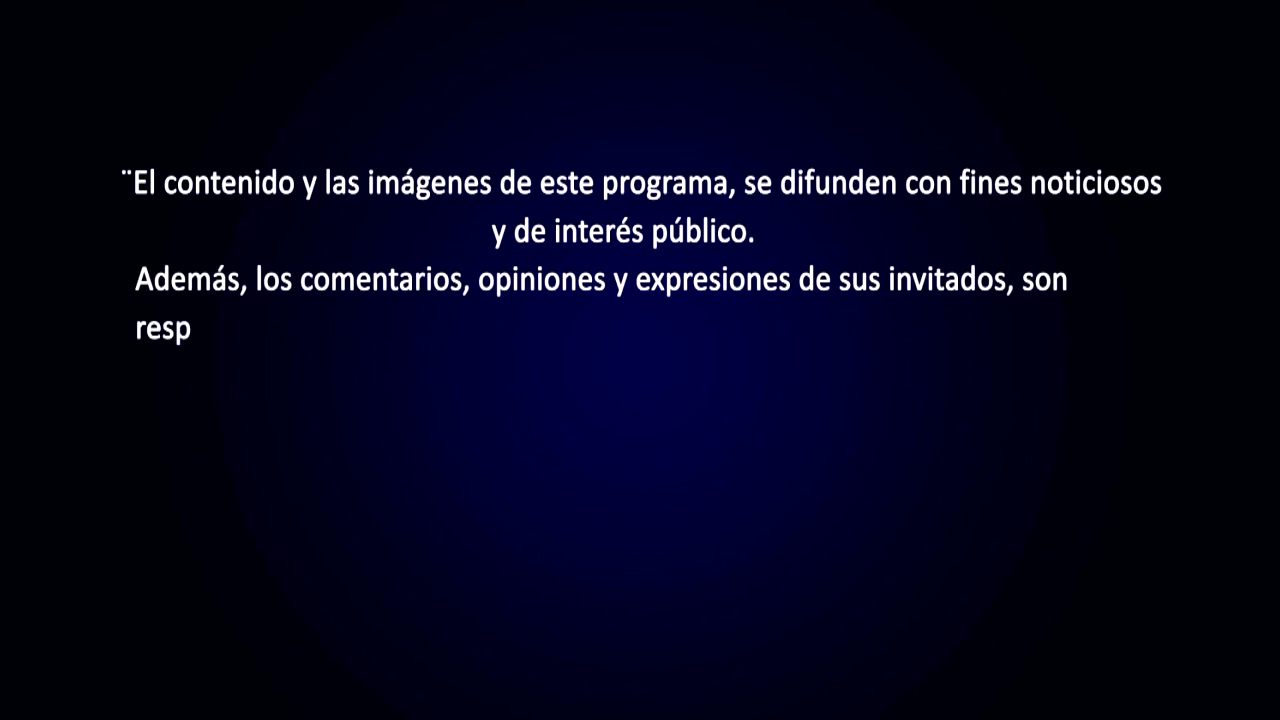 ¨El contenido y las imágenes de este programa, se difunden con fines noticiosos
y de interés público.
Además, los comentarios, opiniones y expresiones de sus invitados, son
resp